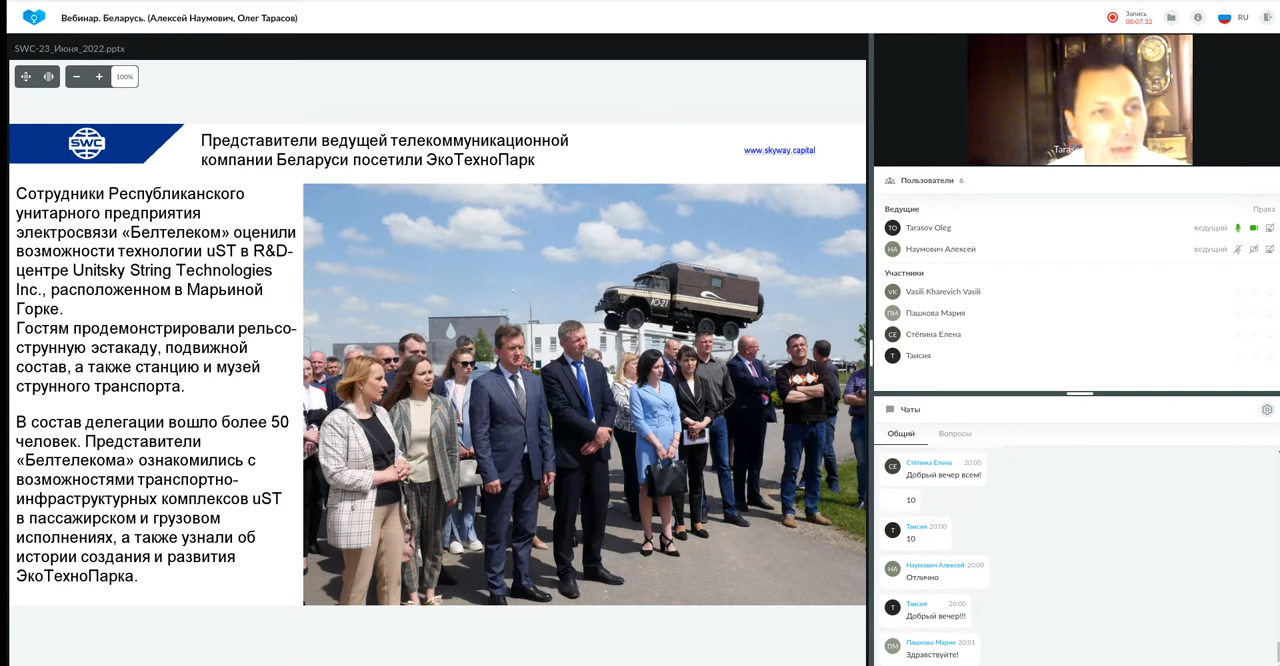 Вебинар. Беларусь. (Алексей Наумович, Олег Тарасов)
Запись
00:07:32
RU
SWC-23_Июня_2022.pptx
100%
SWC
Представители ведущей телекоммуникационной
компании Беларуси посетили ЭкоТехноПарк
www.skyway.capital
Сотрудники Республиканского
унитарного предприятия
электросвязи «Белтелеком» оценили
возможности технологии uST в R&D-
центре Unitsky String Technologies
Inc., расположенном в Марьиной
Горке.
Гостям продемонстрировали рельсо-
струнную эстакаду, подвижной
состав, а также станцию и музей
струнного транспорта.
В состав делегации вошло более 50
человек. Представители
«Белтелекома» ознакомились с
возможностями транспортно-
инфраструктурных комплексов uST
в пассажирском и грузовом
исполнениях, а также узнали об
истории создания и развития
ЭкоТехноПарка.
10-21
Пользователи 6
Ведущие Права
TO Tarasov Oleg ведущий
НА Наумович Алексей ведущий
Участники
VK Vasili Kharevich Vasili
ПМ Пашкова Мария
СЕ Стёпина Елена
Т Таисия
Чаты
Общий Вопросы
СЕ Стёпина Елена 20:00
Добрый вечер всем!
10
Т Таисия 20:00
10
НА Наумович Алексей 20:00
Отлично
Т Таисия 20:00
Добрый вечер!!!
ПМ Пашкова Мария 20:01
Здравствуйте!